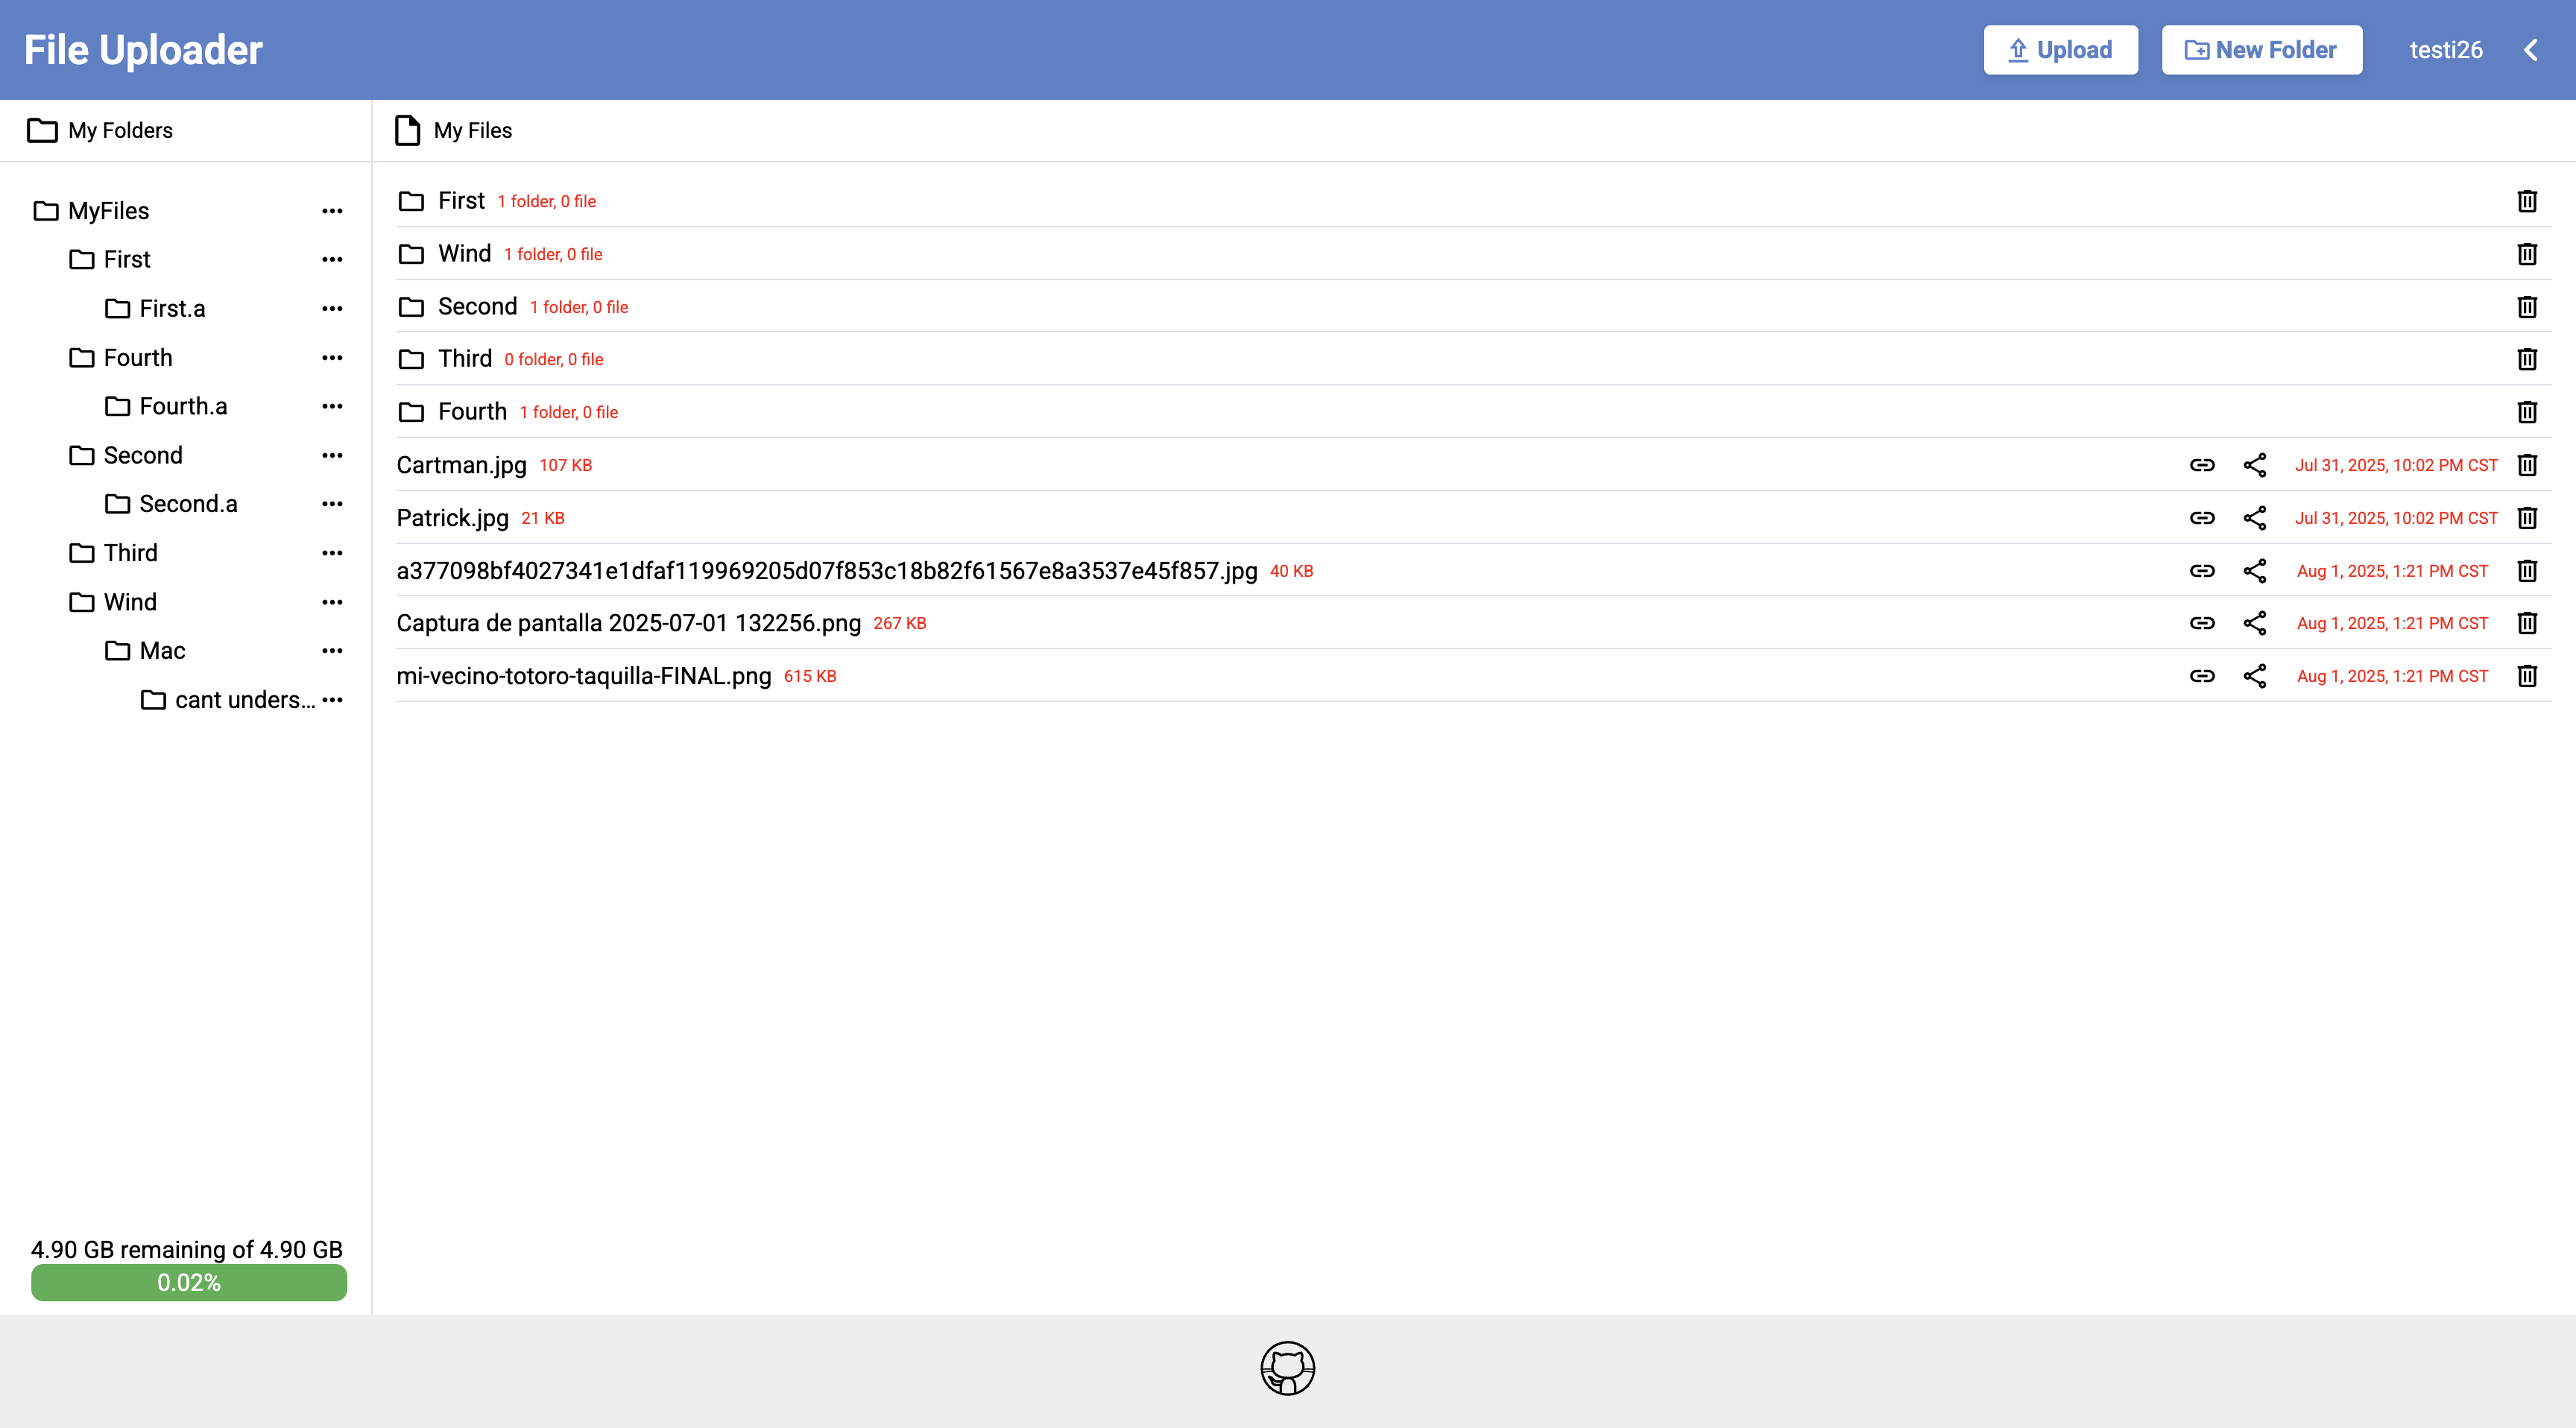 File Uploader
Upload
New Folder
testi26
My Folders
My Files
MyFiles
First
First.a
Fourth
Fourth.a
Second
Second.a
Third
Wind
Mac
cant unders...
4.90 GB remaining of 4.90 GB
0.02%
First 1 folder, 0 file
Wind 1 folder, 0 file
Second 1 folder, 0 file
Third 0 folder, 0 file
Fourth 1 folder, 0 file
Cartman.jpg 107 KB Jul 31, 2025, 10:02 PM CST
Patrick.jpg 21 KB Jul 31, 2025, 10:02 PM CST
a377098bf4027341e1dfaf119969205d07f853c18b82f61567e8a3537e45f857.jpg 40 KB Aug 1, 2025, 1:21 PM CST
Captura de pantalla 2025-07-01 132256.png 267 KB Aug 1, 2025, 1:21 PM CST
mi-vecino-totoro-taquilla-FINAL.png 615 KB Aug 1, 2025, 1:21 PM CST